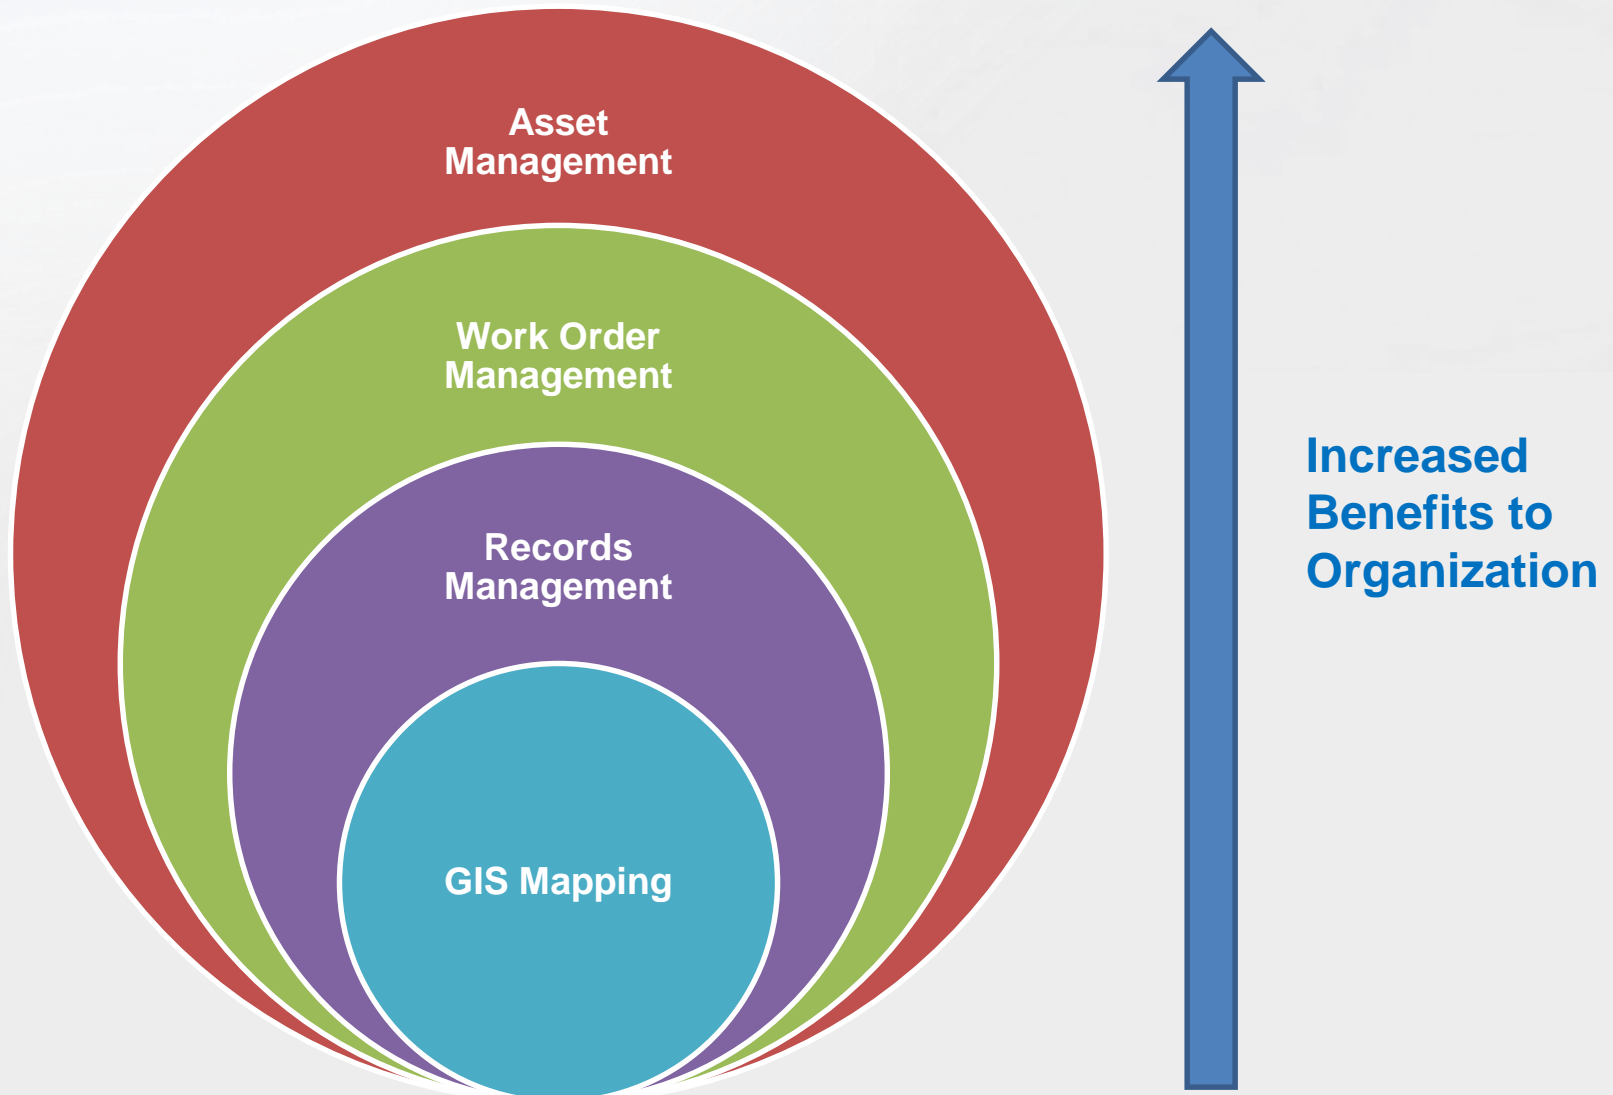 Asset
Management
Work Order
Management
Records
Management
GIS Mapping
Increased
Benefits to
Organization